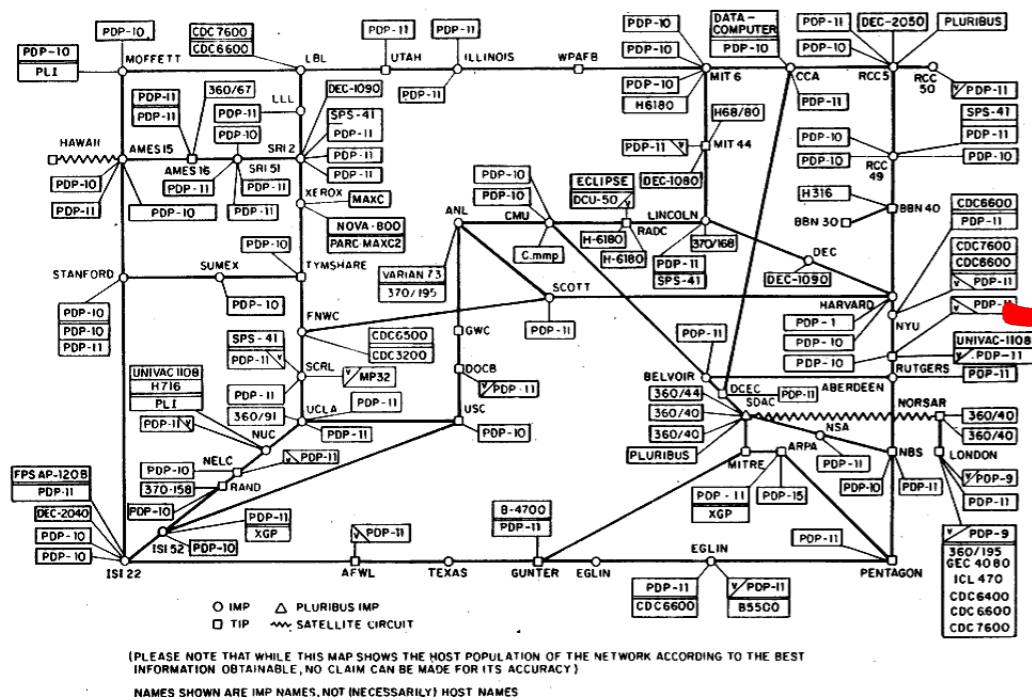 PDP-10
PLI
PDP-10
MOFFETT
CDC7600
CDC6600
LBL
PDP-11
UTAH
PDP-11
ILLINOIS
PDP-11
WPAFB
PDP-10
PDP-10
PDP-10
H6180
MIT 6
DATA-
COMPUTER
PDP-10
CCA
PDP-11
PDP-11
PDP-10
DEC-2050
PLURIBUS
RCC5
RCC
50
PDP-11
LLL
PDP-11
DEC-1090
SPS-41
PDP-11
PDP-11
PDP-11
SRI 2
PDP-11
PDP-11
360/67
PDP-10
HAWAII
AMES15
AMES16
PDP-11
SRI 51
PDP-11
PDP-10
PDP-11
PDP-10
XEROX
MAXC
NOVA-800
PARC-MAXC2
H68/80
PDP-11
MIT 44
DEC-1080
SPS-41
PDP-11
PDP-10
PDP-10
PDP-10
RCC
49
H316
BBN 40
BBN30
PDP-10
PDP-10
CMU
C.mmp
ECLIPSE
DCU-50
RADC
H-6180
H-6180
LINCOLN
370/168
PDP-11
SPS-41
DEC
DEC-1090
ANL
VARIAN 73
370/195
CDC6600
PDP-11
CDC7600
CDC6600
PDP-11
STANFORD
PDP-10
PDP-10
PDP-11
SUMEX
PDP-10
PDP-10
TYMSHARE
SCOTT
PDP-11
HARVARD
PDP-1
PDP-10
PDP-10
NYU
FNWC
CDC6500
CDC3200
GWC
DOCB
PDP-11
SPS-41
PDP-11
SCRL
MP32
UNIVAC-1108
PDP-11
PDP-11
RUTGERS
ABERDEEN
PDP-11
BELVOIR
DCEC
PDP-11
360/44
360/40
360/40
PLURIBUS
SDAC
NORSAR
360/40
360/40
UNIVAC 1108
H716
PLI
PDP-11
NUC
360/91
UCLA
PDP-11
PDP-11
USC
PDP-10
NSA
PDP-11
NBS
PDP-10
PDP-11
LONDON
PDP-9
PDP-11
MITRE
ARPA
PDP-11
XGP
PDP-15
NELC
PDP-11
PDP-10
370-158
RAND
PDP-10
FPS AP-120B
PDP-11
DEC-2040
PDP-10
PDP-10
ISI 22
ISI 52
PDP-11
XGP
PDP-10
PDP-11
AFWL
TEXAS
B-4700
PDP-11
GUNTER
EGLIN
EGLIN
PDP-11
CDC6600
PDP-11
B5500
PDP-11
PENTAGON
PDP-9
360/195
GEC 4080
ICL 470
CDC6400
CDC6600
CDC7600
IMP
PLURIBUS IMP
TIP
SATELLITE CIRCUIT
(PLEASE NOTE THAT WHILE THIS MAP SHOWS THE HOST POPULATION OF THE NETWORK ACCORDING TO THE BEST
INFORMATION OBTAINABLE, NO CLAIM CAN BE MADE FOR ITS ACCURACY)
NAMES SHOWN ARE IMP NAMES, NOT (NECESSARILY) HOST NAMES